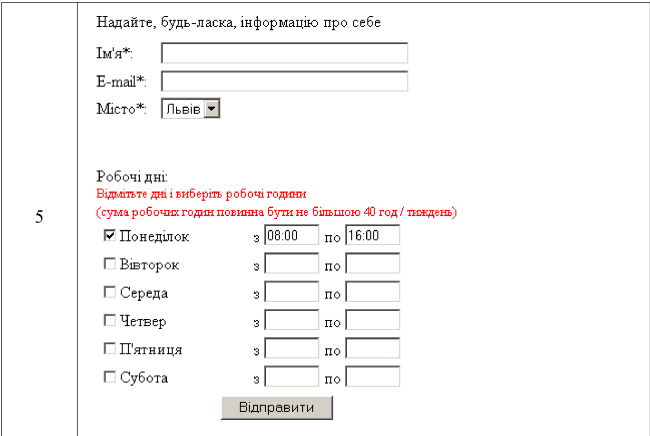 Надайте, будь-ласка, інформацію про себе
Ім'я*:
E-mail*:
Місто*: Львів
Робочі дні:
Відмітьте дні і виберіть робочі години
(сума робочих годин повинна бути не більшою 40 год / тиждень)
5
Понеділок з 08:00 по 16:00
Вівторок з по
Середа з по
Четвер з по
П'ятниця з по
Субота з по
Відправити